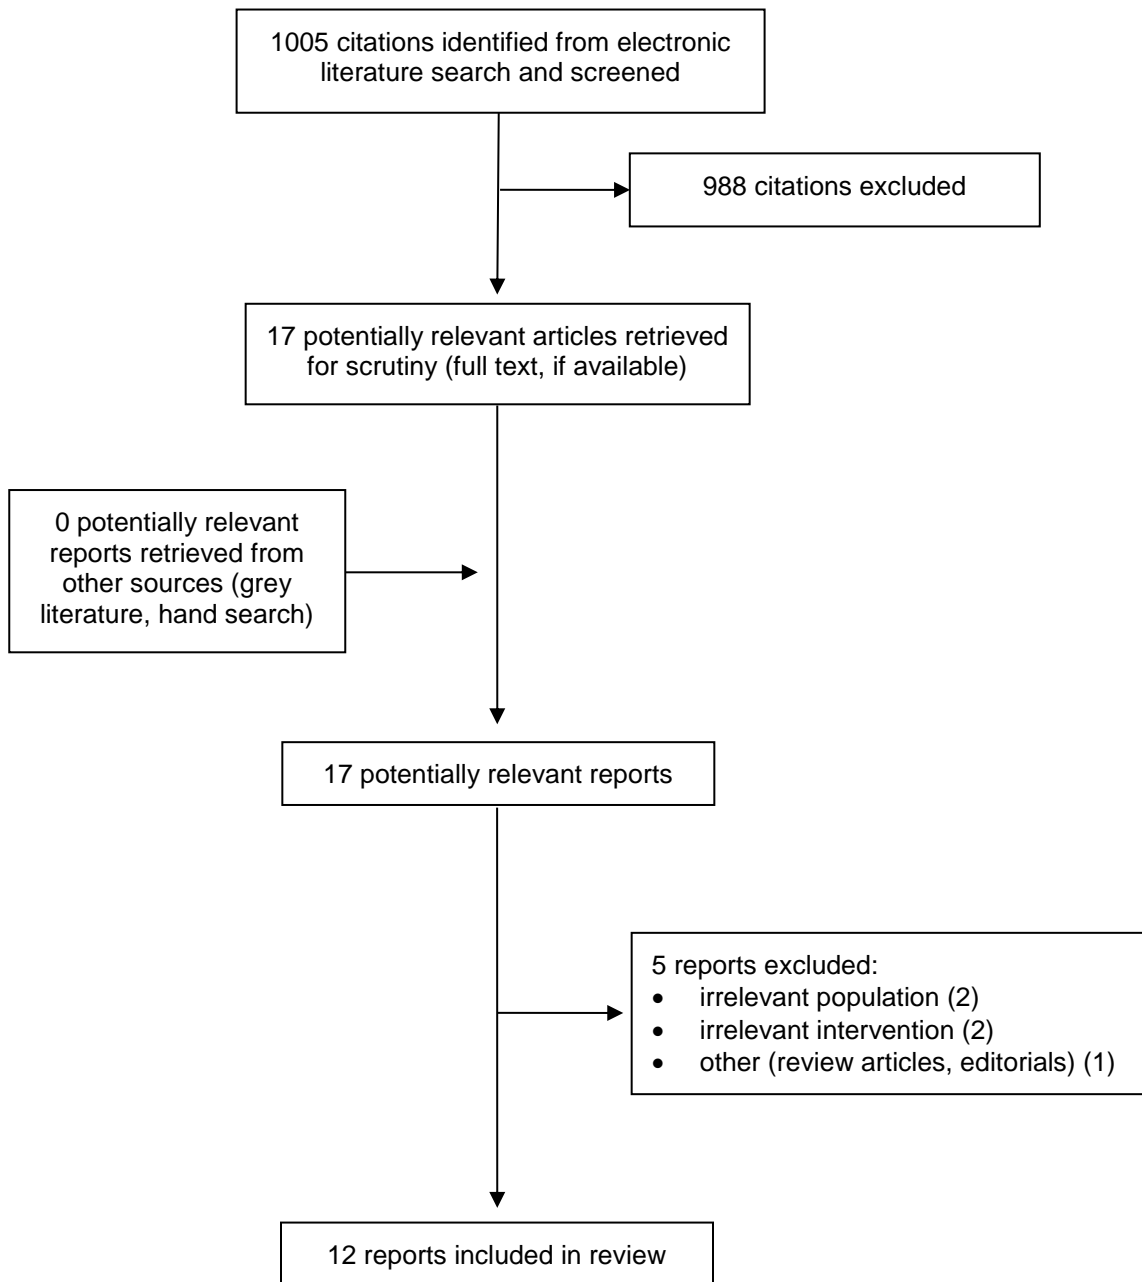 1005 citations identified from electronic
literature search and screened
988 citations excluded
17 potentially relevant articles retrieved
for scrutiny (full text, if available)
0 potentially relevant
reports retrieved from
other sources (grey
literature, hand search)
17 potentially relevant reports
5 reports excluded:
• irrelevant population (2)
• irrelevant intervention (2)
• other (review articles, editorials) (1)
12 reports included in review